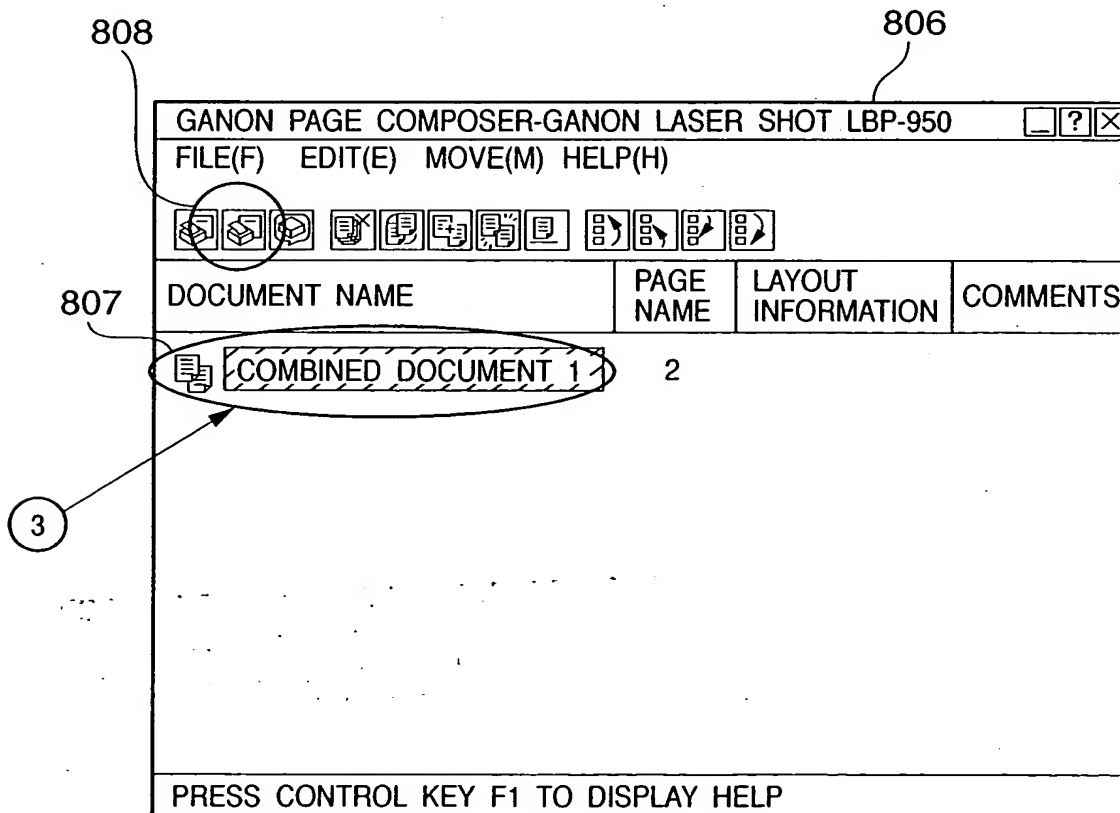 808
806
GANON PAGE COMPOSER-GANON LASER SHOT LBP-950
FILE(F) EDIT(E) MOVE(M) HELP(H)
807
DOCUMENT NAME
PAGE NAME
LAYOUT INFORMATION
COMMENTS
COMBINED DOCUMENT 1 2
3
PRESS CONTROL KEY F1 TO DISPLAY HELP